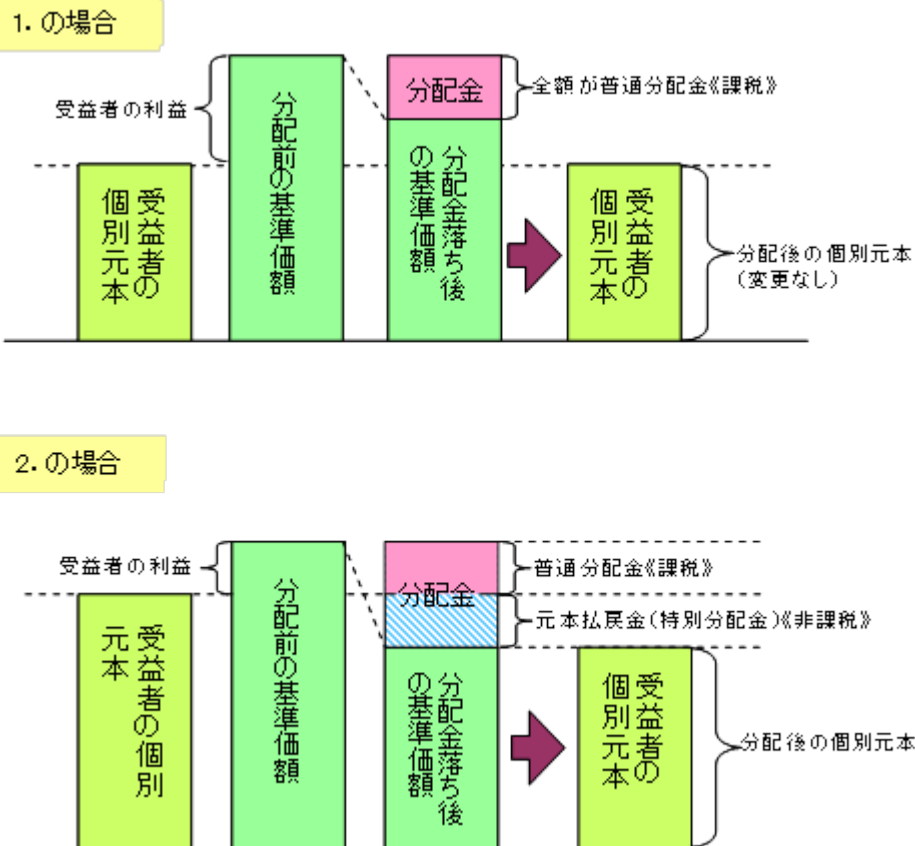 1. の場合
受益者の利益
分配前の基準価額
分配金
全額が普通分配金《課税》
受益者の
個別元本
分配金落ち後
の基準価額
受益者の
個別元本
分配後の個別元本
(変更なし)
2. の場合
受益者の利益
分配前の基準価額
分配金
普通分配金《課税》
元本払戻金(特別分配金)《非課税》
受益者の個別
元本
分配金落ち後
の基準価額
受益者の
個別元本
分配後の個別元本